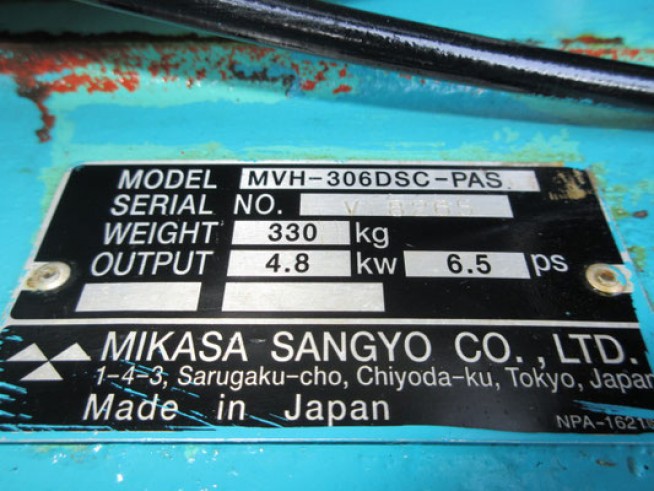 MODEL MVH-306DSC-PAS
SERIAL NO. V
WEIGHT 330 kg
OUTPUT 4.8 kw 6.5 ps
MIKASA SANGYO CO., LTD.
1-4-3, Sarugaku-cho, Chiyoda-ku, Tokyo, Japan
Made in Japan